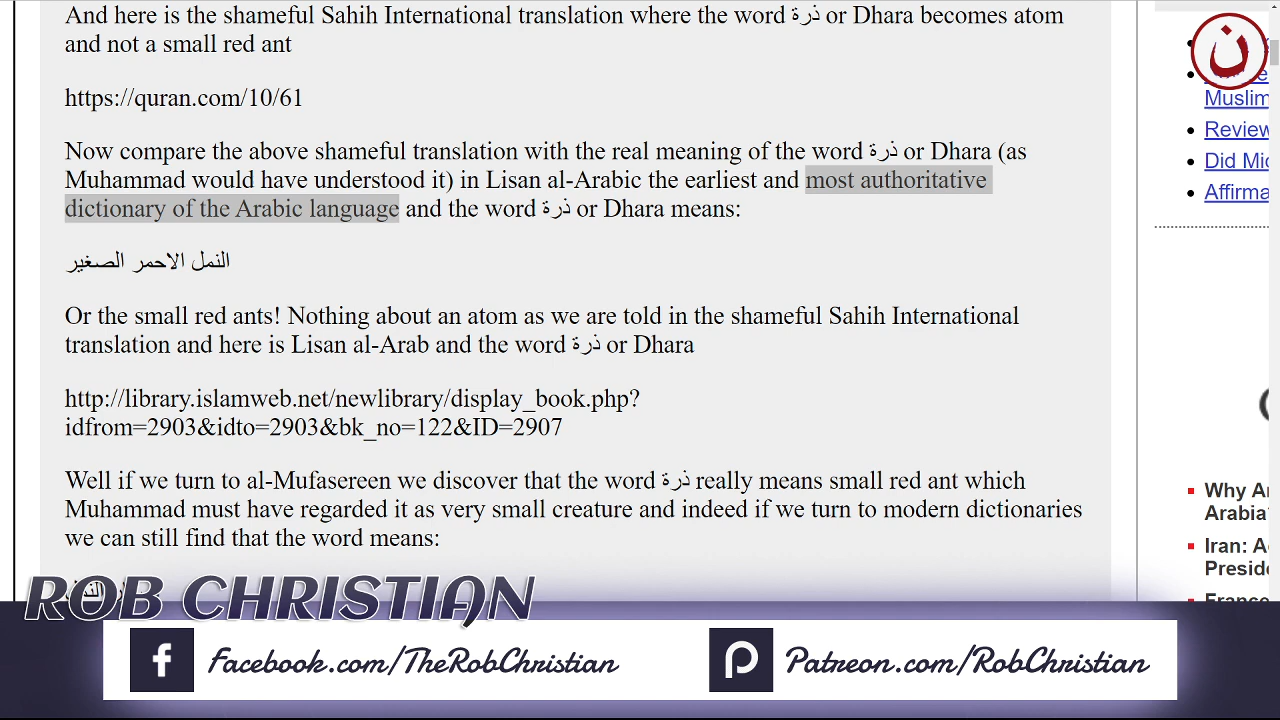 And here is the shameful Sahih International translation where the word ذرة or Dhara becomes atom
and not a small red ant
https://quran.com/10/61
Now compare the above shameful translation with the real meaning of the word ذرة or Dhara (as
Muhammad would have understood it) in Lisan al-Arabic the earliest and most authoritative
dictionary of the Arabic language and the word ذرة or Dhara means:
النمل الاحمر الصغير
Or the small red ants! Nothing about an atom as we are told in the shameful Sahih International
translation and here is Lisan al-Arab and the word ذرة or Dhara
http://library.islamweb.net/newlibrary/display_book.php?
idfrom=2903&idto=2903&bk_no=122&ID=2907
Well if we turn to al-Mufasereen we discover that the word ذرة really means small red ant which
Muhammad must have regarded it as very small creature and indeed if we turn to modern dictionaries
we can still find that the word means:
ن
Muslim
Review
Did Mi
Affirma
Why A
Arabia
Iran: A
Preside
France
ROB CHRISTIAN
Facebook.com/TheRobChristian
Patreon.com/RobChristian